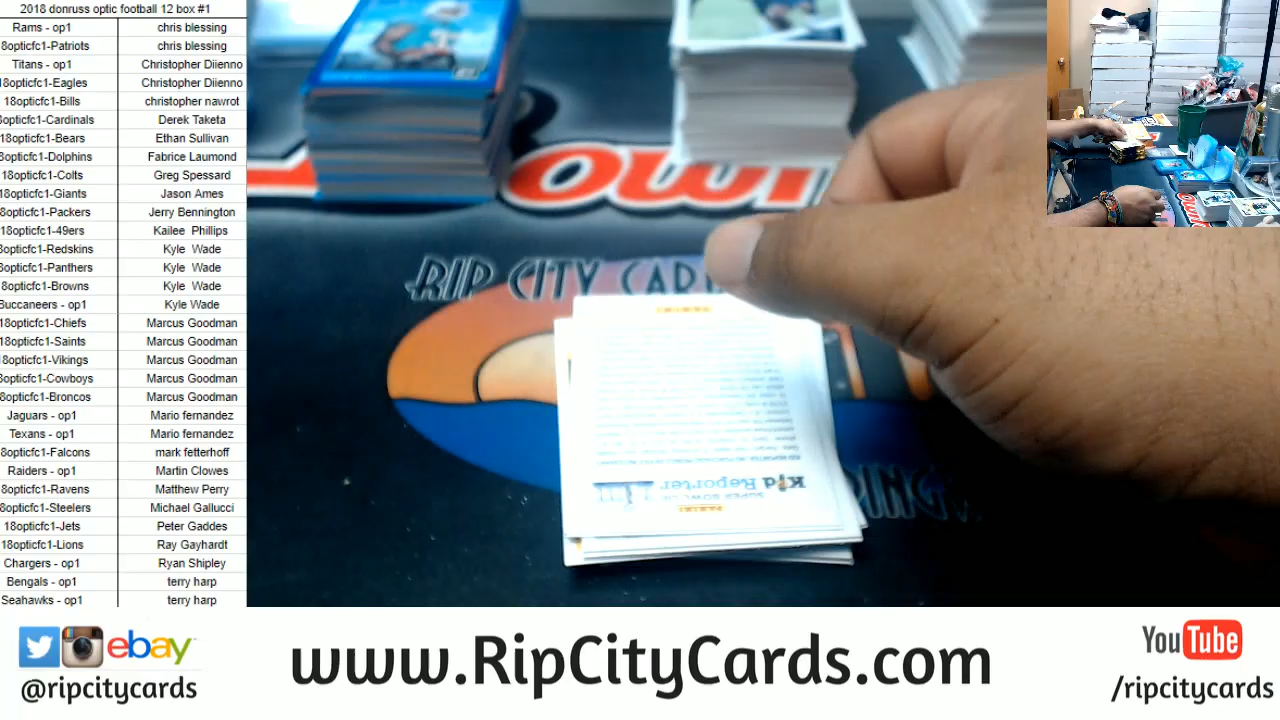 2018 donruss optic football 12 box #1
Rams - op1 chris blessing
8opticfc1-Patriots chris blessing
Titans - op1 Christopher Diienno
18opticfc1-Eagles Christopher Diienno
18opticfc1-Bills christopher nawrot
8opticfc1-Cardinals Derek Taketa
18opticfc1-Bears Ethan Sullivan
8opticfc1-Dolphins Fabrice Laumond
18opticfc1-Colts Greg Spessard
18opticfc1-Giants Jason Ames
8opticfc1-Packers Jerry Bennington
18opticfc1-49ers Kailee Phillips
8opticfc1-Redskins Kyle Wade
8opticfc1-Panthers Kyle Wade
8opticfc1-Browns Kyle Wade
Buccaneers - op1 Kyle Wade
18opticfc1-Chiefs Marcus Goodman
18opticfc1-Saints Marcus Goodman
18opticfc1-Vikings Marcus Goodman
8opticfc1-Cowboys Marcus Goodman
8opticfc1-Broncos Marcus Goodman
Jaguars - op1 Mario fernandez
Texans - op1 Mario fernandez
8opticfc1-Falcons mark fetterhoff
Raiders - op1 Martin Clowes
8opticfc1-Ravens Matthew Perry
8opticfc1-Steelers Michael Gallucci
18opticfc1-Jets Peter Gaddes
18opticfc1-Lions Ray Gayhardt
Chargers - op1 Ryan Shipley
Bengals - op1 terry harp
Seahawks - op1 terry harp
RIP CITY CAR
DING
PANINI
SUPER BOWL
Kid Reporter
PANINI
ebay
@ripcitycards
www.RipCityCards.com
YouTube
/ripcitycards